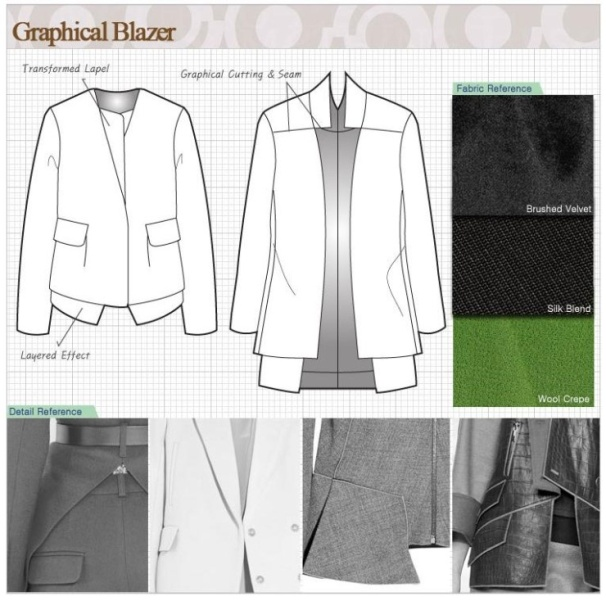 Graphical Blazer
Transformed Lapel
Graphical Cutting & Seam
Fabric Reference
Brushed Velvet
Silk Blend
Wool Crepe
Layered Effect
Detail Reference